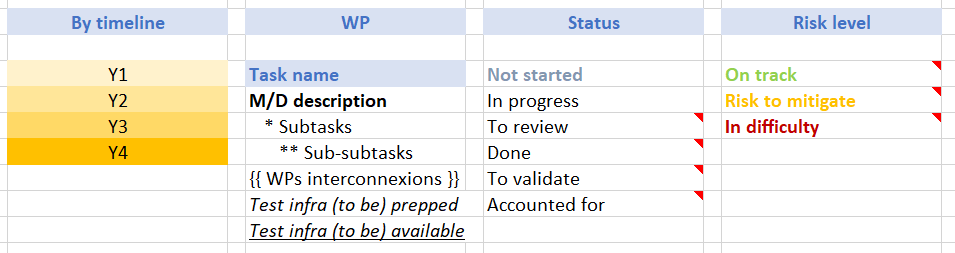 By timeline WP Status Risk level
Y1 Task name Not started On track
Y2 M/D description In progress Risk to mitigate
Y3 * Subtasks To review In difficulty
Y4 ** Sub-subtasks Done
{{ WPs interconnexions }} To validate
Test infra (to be) prepped Accounted for
Test infra (to be) available